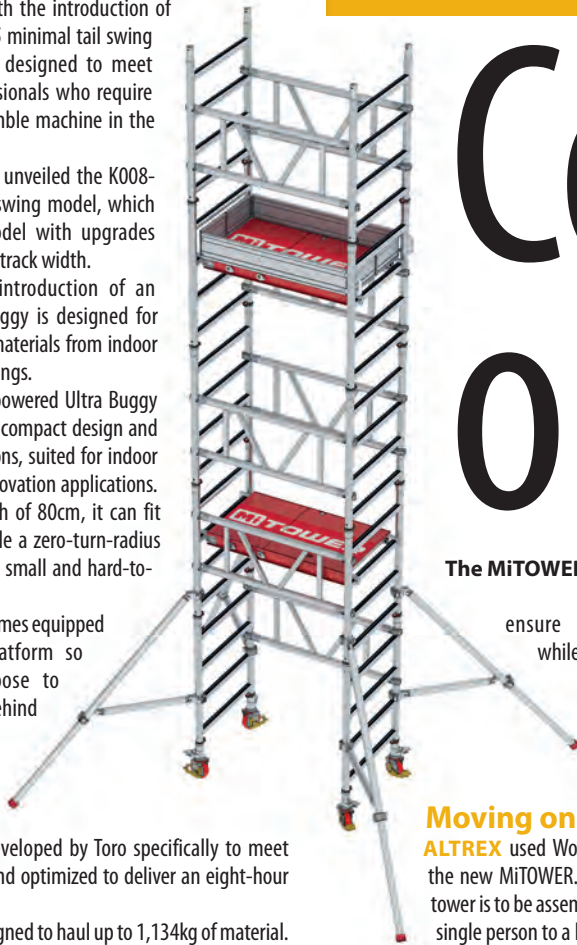 th the introduction of
minimal tail swing
designed to meet
sionals who require
mble machine in the
unveiled the K008-
swing model, which
odel with upgrades
track width.
introduction of an
uggy is designed for
materials from indoor
ings.
powered Ultra Buggy
compact design and
ons, suited for indoor
ovation applications.
h of 80cm, it can fit
le a zero-turn-radius
small and hard-to-
mes equipped
atform so
oose to
ehind
veloped by Toro specifically to meet
nd optimized to deliver an eight-hour
gned to haul up to 1,134kg of material.
MiTOWER
MiTOWER
C
o
The MiTOWER
ensure
while
Moving on
ALTREX used Wo
the new MiTOWER.
tower is to be assem
single person to a h